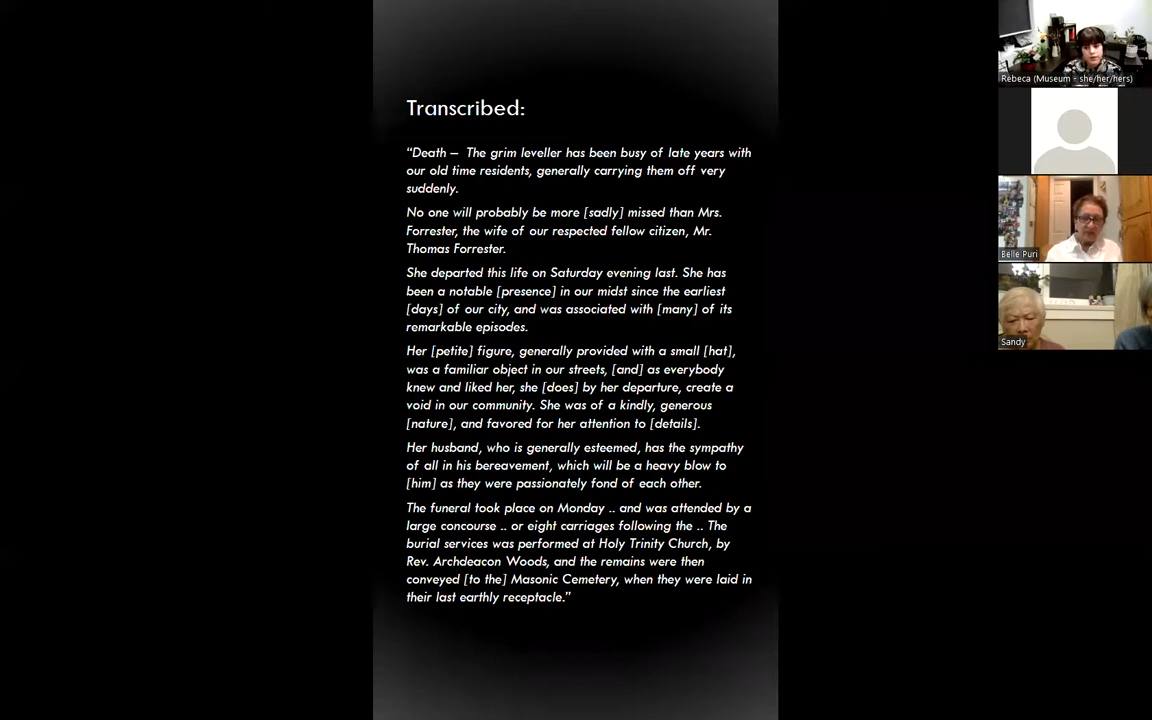 Transcribed:
“Death – The grim leveller has been busy of late years with
our old time residents, generally carrying them off very
suddenly.
No one will probably be more [sadly] missed than Mrs.
Forrester, the wife of our respected fellow citizen, Mr.
Thomas Forrester.
She departed this life on Saturday evening last. She has
been a notable [presence] in our midst since the earliest
[days] of our city, and was associated with [many] of its
remarkable episodes.
Her [petite] figure, generally provided with a small [hat],
was a familiar object in our streets, [and] as everybody
knew and liked her, she [does] by her departure, create a
void in our community. She was of a kindly, generous
[nature], and favored for her attention to [details].
Her husband, who is generally esteemed, has the sympathy
of all in his bereavement, which will be a heavy blow to
[him] as they were passionately fond of each other.
The funeral took place on Monday .. and was attended by a
large concourse .. or eight carriages following the .. The
burial services was performed at Holy Trinity Church, by
Rev. Archdeacon Woods, and the remains were then
conveyed [to the] Masonic Cemetery, when they were laid in
their last earthly receptacle.”
Rebeca (Museum - she/her/hers)
Belle Puri
Sandy